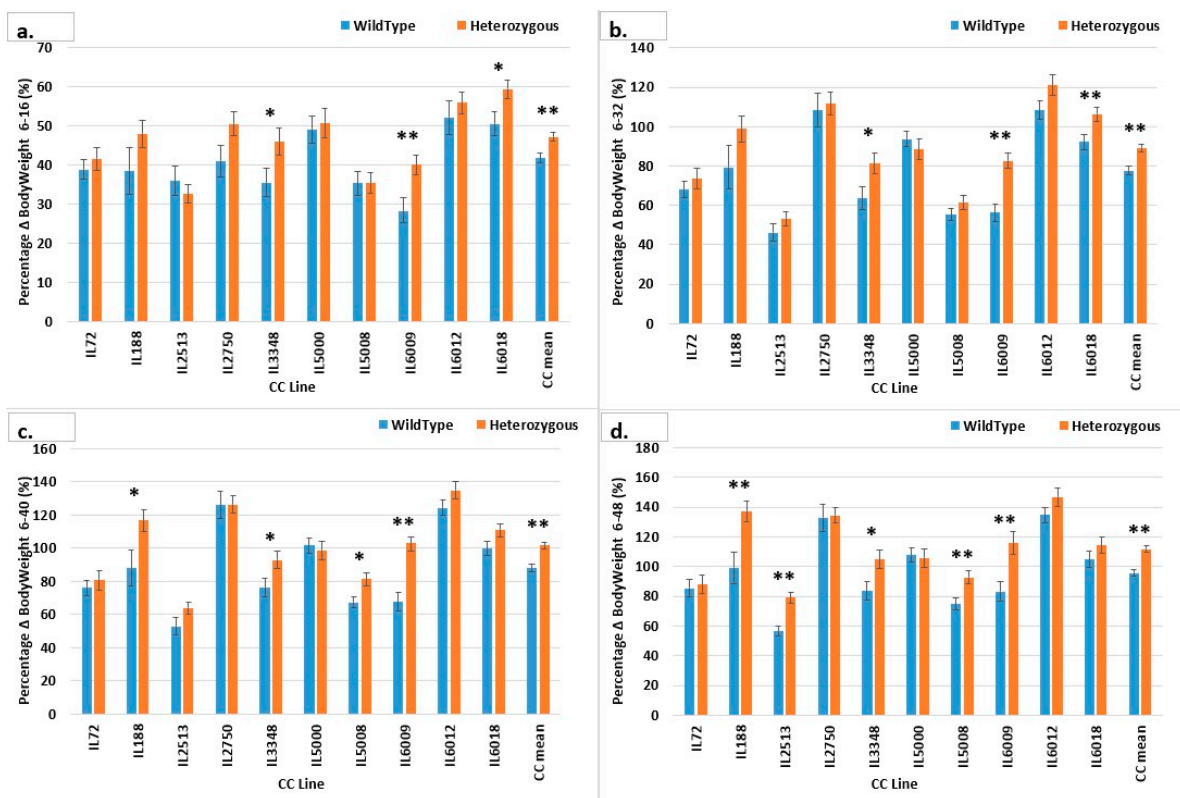 a.
WildType Heterozygous
Percentage Δ BodyWeight 6-16 (%)
70
60
50
40
30
20
10
0
* ** * **
IL72 IL188 IL2513 IL2750 IL3348 IL5000 IL5008 IL6009 IL6012 IL6018 CC mean
CC Line
b.
WildType Heterozygous
Percentage Δ BodyWeight 6-32 (%)
140
120
100
80
60
40
20
0
* ** ** **
IL72 IL188 IL2513 IL2750 IL3348 IL5000 IL5008 IL6009 IL6012 IL6018 CC mean
CC Line
c.
WildType Heterozygous
Percentage Δ BodyWeight 6-40 (%)
160
140
120
100
80
60
40
20
0
* * * ** **
IL72 IL188 IL2513 IL2750 IL3348 IL5000 IL5008 IL6009 IL6012 IL6018 CC mean
CC Line
d.
WildType Heterozygous
Percentage Δ BodyWeight 6-48 (%)
180
160
140
120
100
80
60
40
20
0
** ** * ** ** **
IL72 IL188 IL2513 IL2750 IL3348 IL5000 IL5008 IL6009 IL6012 IL6018 CC mean
CC Line